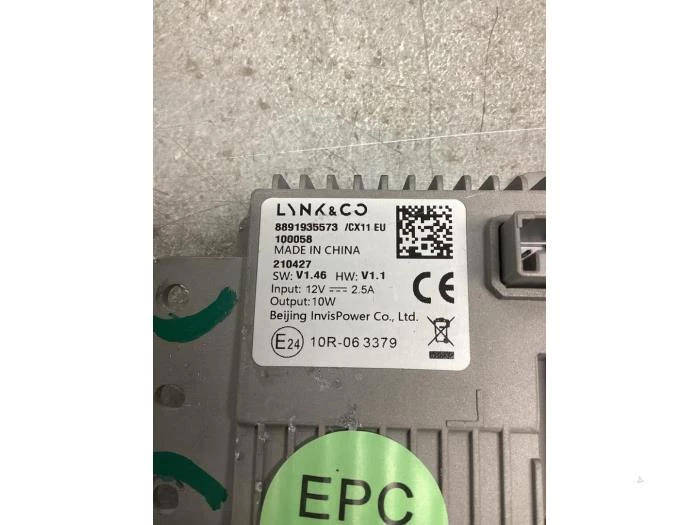 LYNK&CO
8891935573 /CX11 EU
100058
MADE IN CHINA
210427
SW: V1.46 HW: V1.1
Input: 12V ⎓ 2.5A
Output:10W
Beijing InvisPower Co., Ltd.
E24 10R-06 3379
CE
EPC